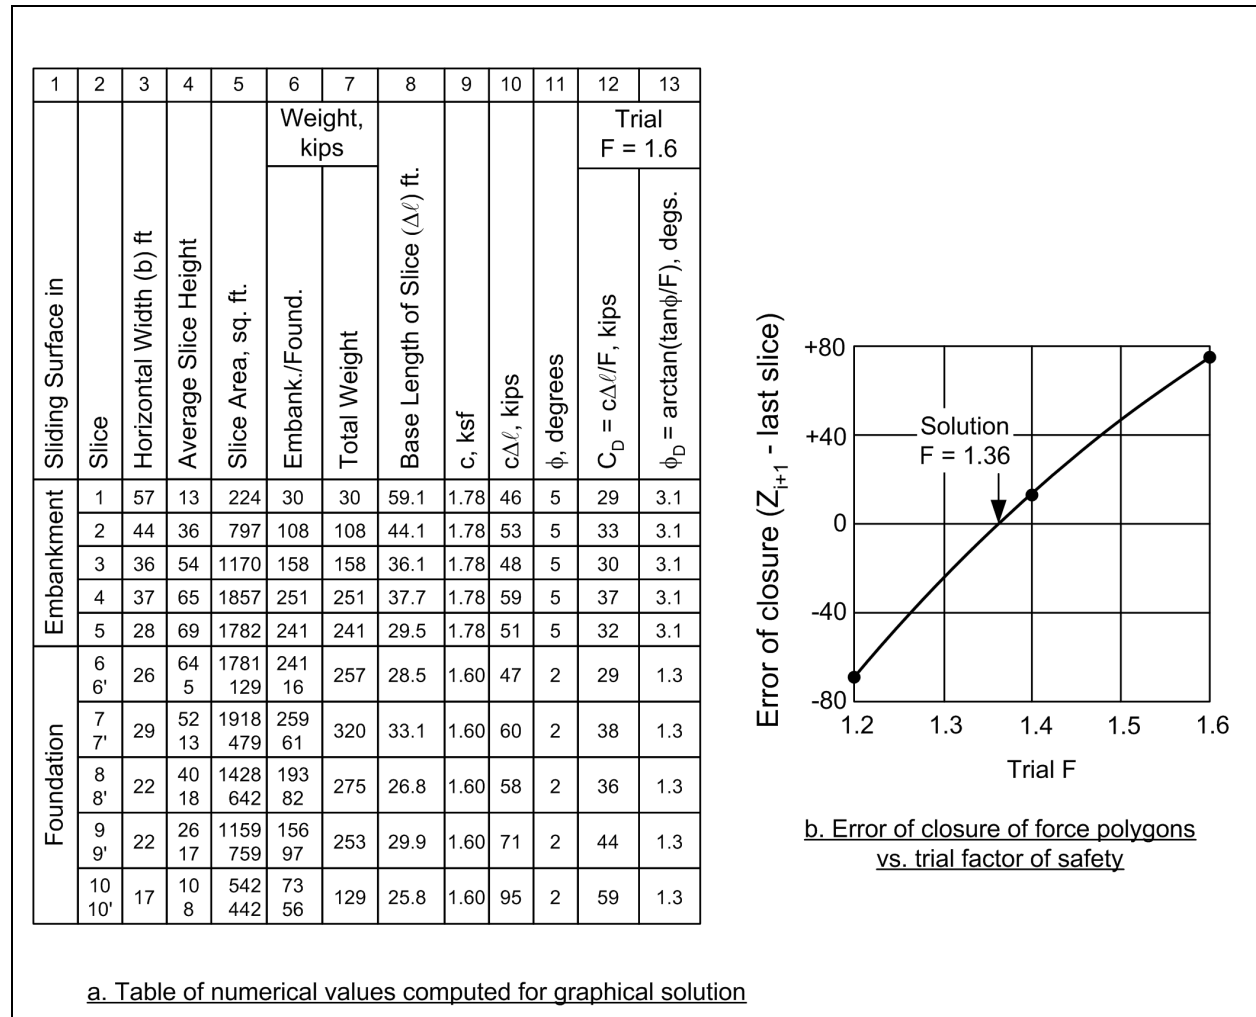 1 2 3 4 5 6 7 8 9 10 11 12 13
Sliding Surface in
Slice
Horizontal Width (b) ft
Average Slice Height
Slice Area, sq. ft.
Weight,
kips
Embank./Found.
Total Weight
Base Length of Slice (Δℓ) ft.
c, ksf
cΔℓ, kips
ϕ, degrees
Trial
F = 1.6
C_D = cΔℓ/F, kips
ϕ_D = arctan(tanϕ/F), degs.
Embankment
1 57 13 224 30 30 59.1 1.78 46 5 29 3.1
2 44 36 797 108 108 44.1 1.78 53 5 33 3.1
3 36 54 1170 158 158 36.1 1.78 48 5 30 3.1
4 37 65 1857 251 251 37.7 1.78 59 5 37 3.1
5 28 69 1782 241 241 29.5 1.78 51 5 32 3.1
Foundation
6 64 1781 241
26 257 28.5 1.60 47 2 29 1.3
6' 5 129 16
7 52 1918 259
29 320 33.1 1.60 60 2 38 1.3
7' 13 479 61
8 40 1428 193
22 275 26.8 1.60 58 2 36 1.3
8' 18 642 82
9 26 1159 156
22 253 29.9 1.60 71 2 44 1.3
9' 17 759 97
10 10 542 73
17 129 25.8 1.60 95 2 59 1.3
10' 8 442 56
a. Table of numerical values computed for graphical solution
Error of closure (Z_i+1 - last slice)
+80
+40
0
-40
-80
Solution
F = 1.36
1.2 1.3 1.4 1.5 1.6
Trial F
b. Error of closure of force polygons
vs. trial factor of safety